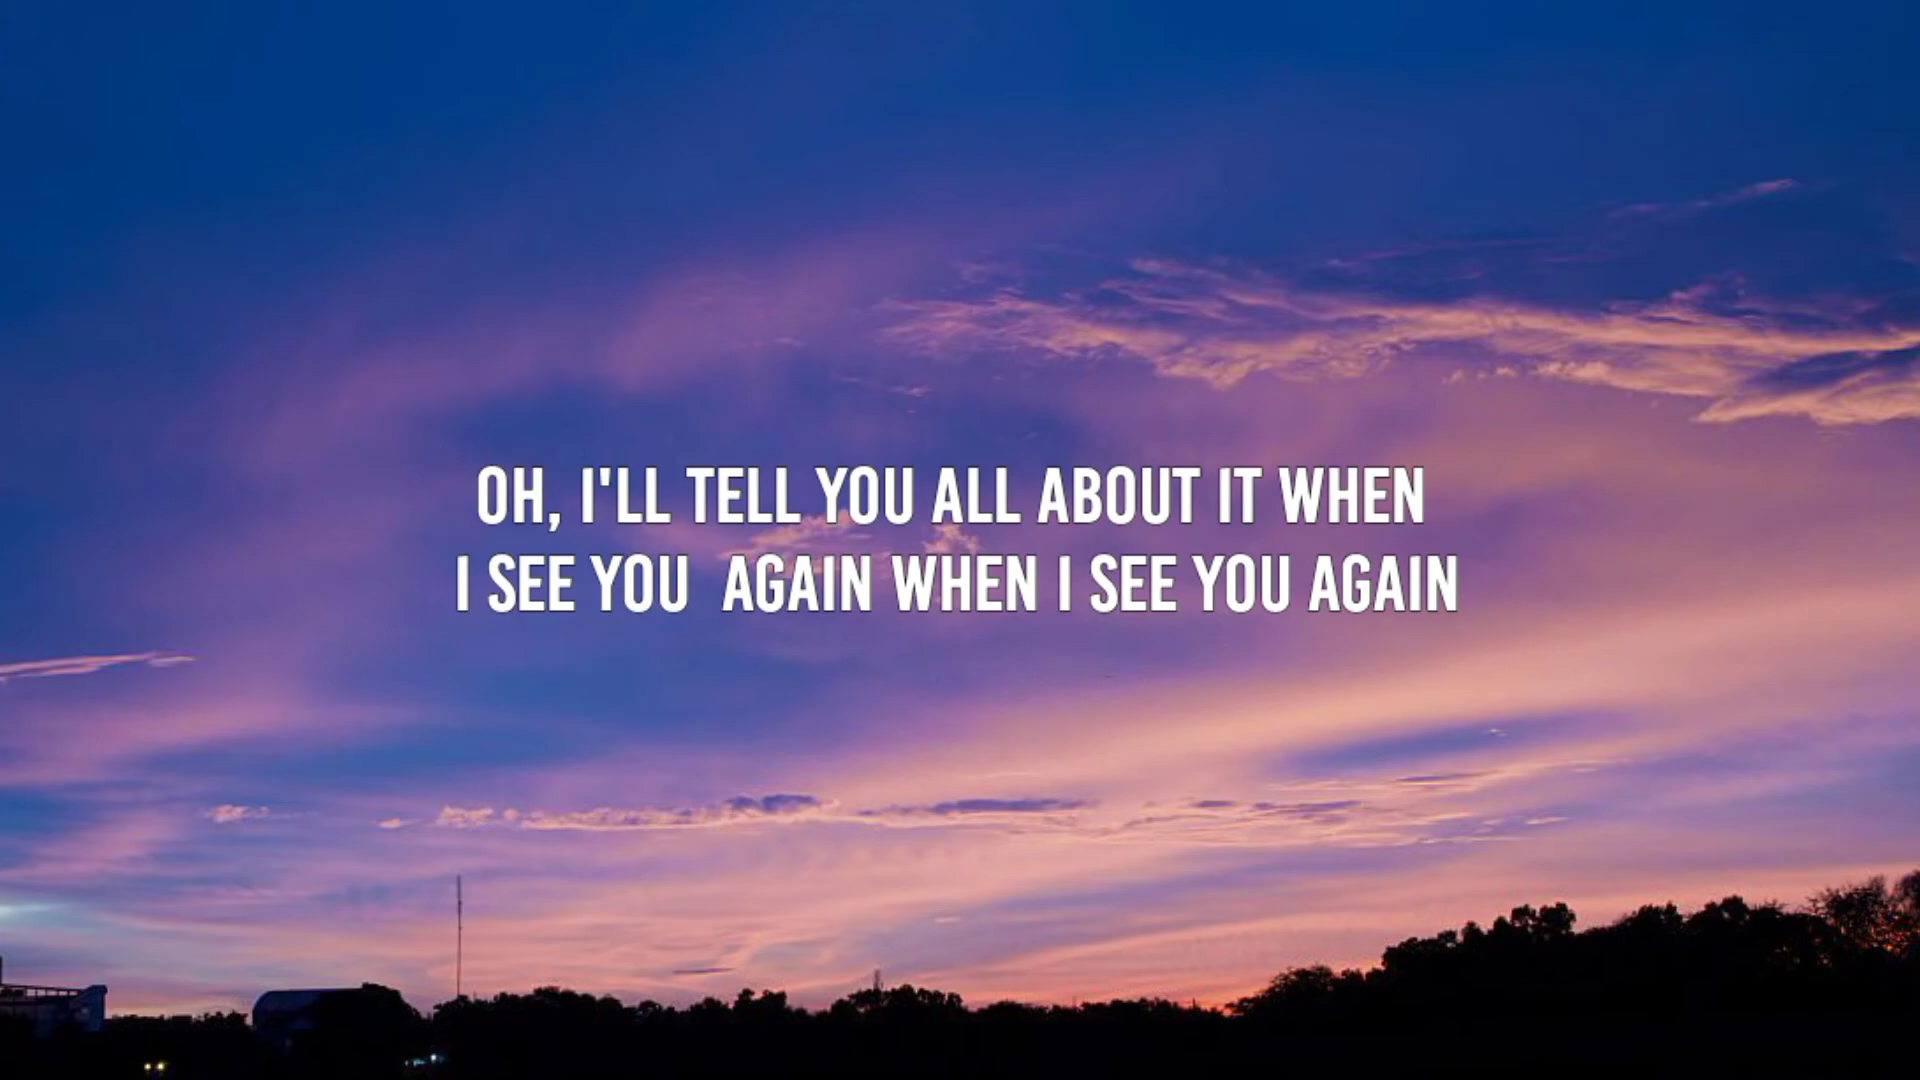 OH, I'LL TELL YOU ALL ABOUT IT WHEN
I SEE YOU  AGAIN WHEN I SEE YOU AGAIN